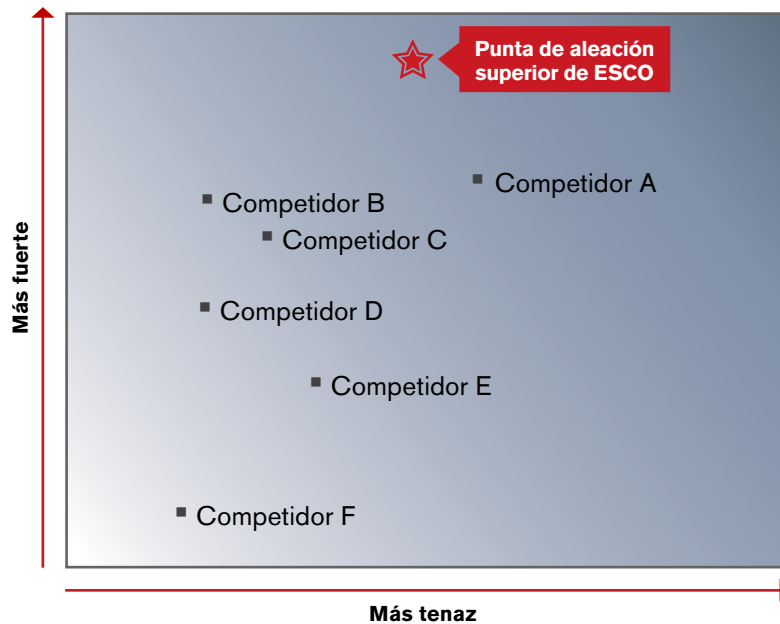 Punta de aleación
superior de ESCO
Competidor A
Competidor B
Competidor C
Competidor D
Competidor E
Competidor F
Más fuerte
Más tenaz